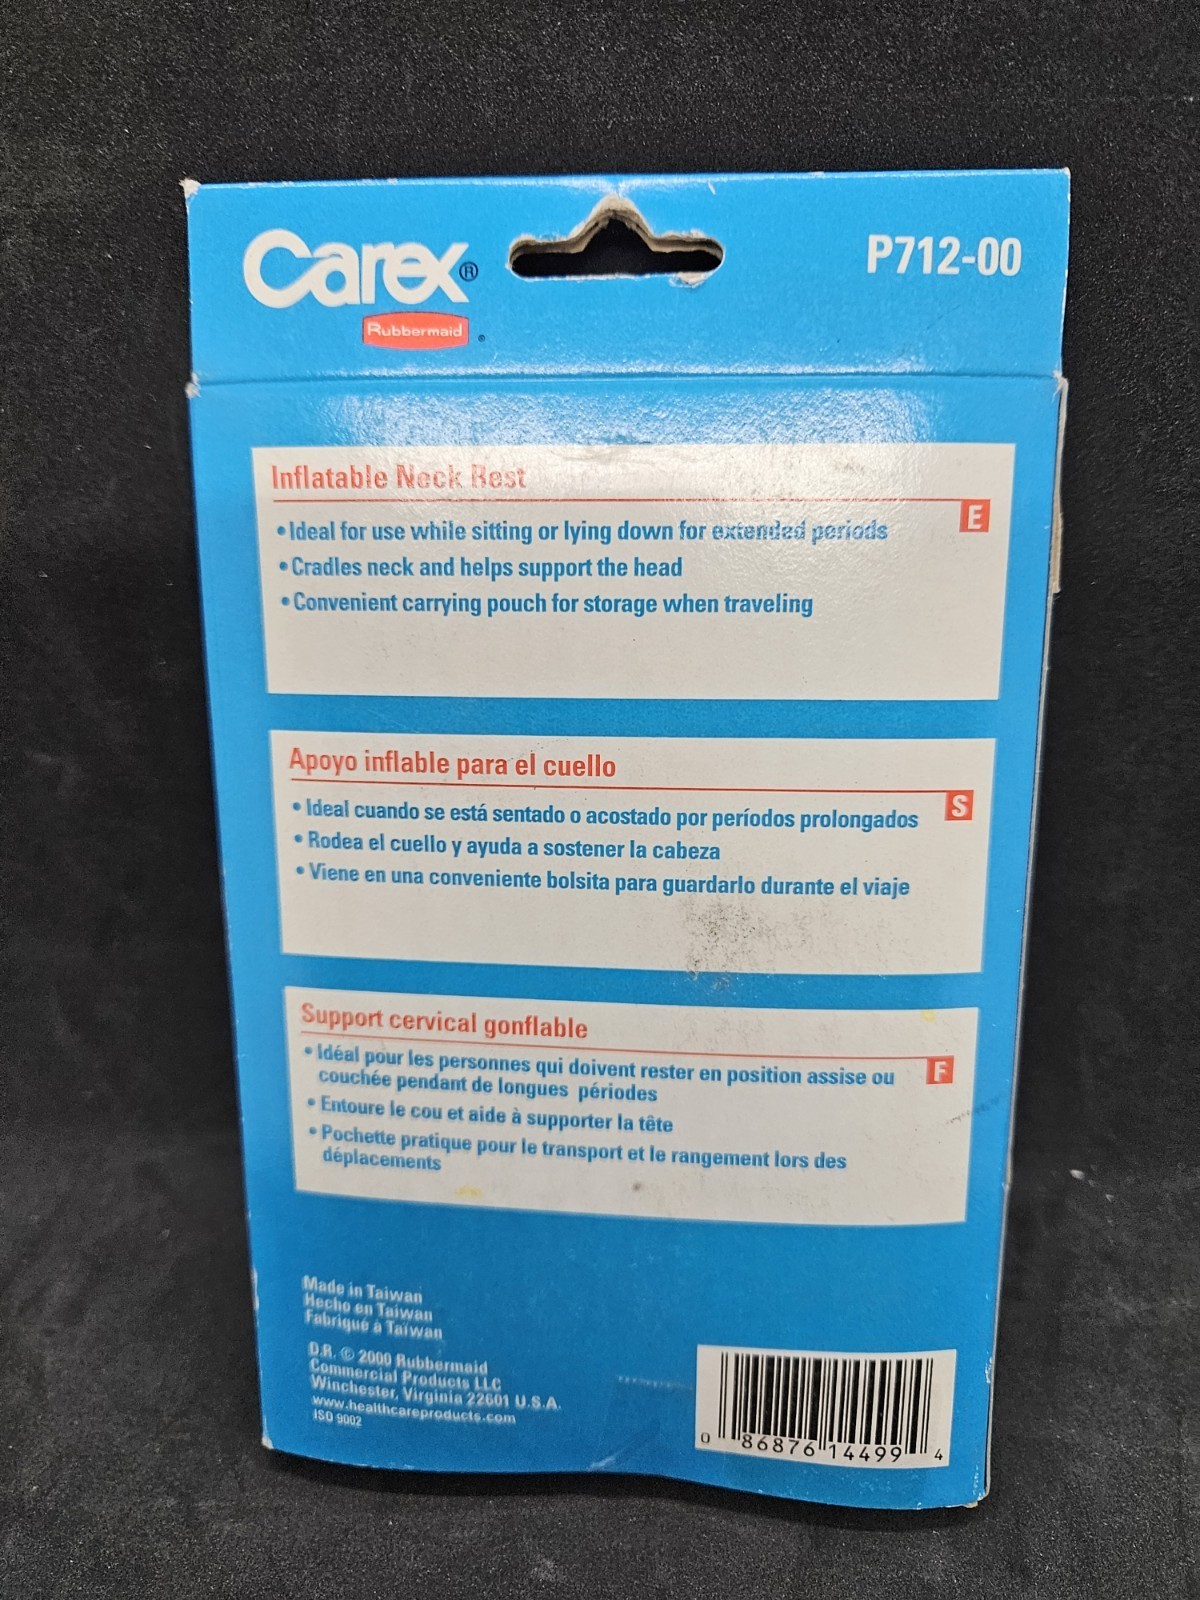 Carex®
Rubbermaid®
P712-00
Inflatable Neck Rest
E
• Ideal for use while sitting or lying down for extended periods
• Cradles neck and helps support the head
• Convenient carrying pouch for storage when traveling
Apoyo inflable para el cuello
S
• Ideal cuando se está sentado o acostado por períodos prolongados
• Rodea el cuello y ayuda a sostener la cabeza
• Viene en una conveniente bolsita para guardarlo durante el viaje
Support cervical gonflable
F
• Idéal pour les personnes qui doivent rester en position assise ou
couchée pendant de longues périodes
• Entoure le cou et aide à supporter la tête
• Pochette pratique pour le transport et le rangement lors des
déplacements
Made in Taiwan
Hecho en Taiwan
Fabriqué à Taïwan
D.R. © 2000 Rubbermaid
Commercial Products LLC
Winchester, Virginia 22601 U.S.A.
www.healthcareproducts.com
ISO 9002
0 86876 14499 4